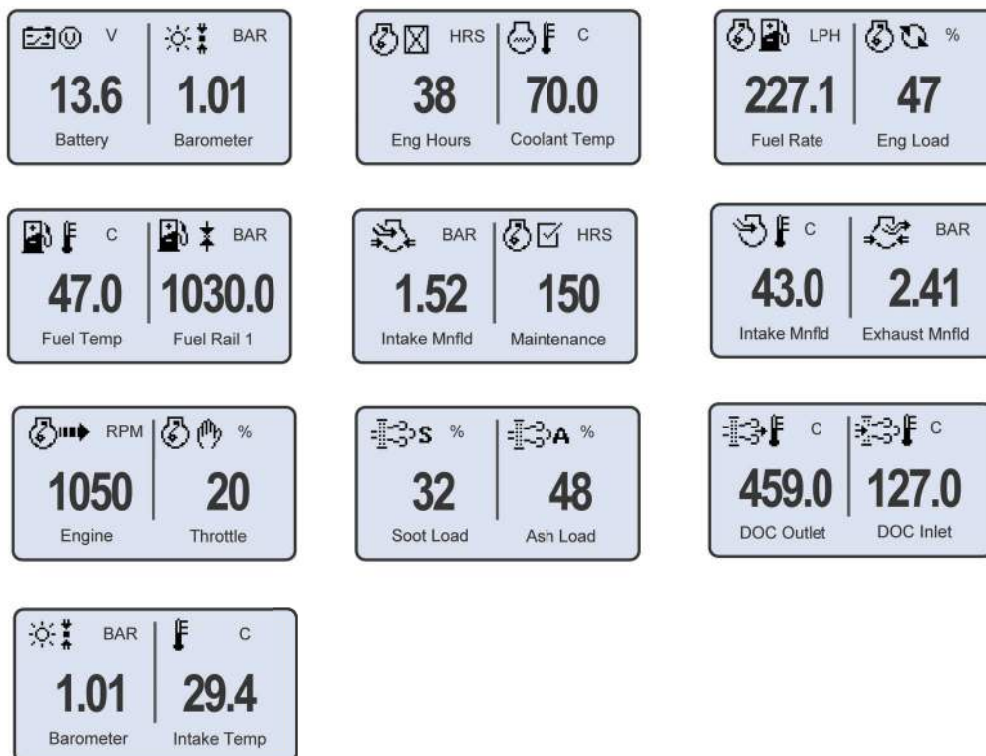 V BAR
13.6 1.01
Battery Barometer
HRS C
38 70.0
Eng Hours Coolant Temp
LPH %
227.1 47
Fuel Rate Eng Load
C BAR
47.0 1030.0
Fuel Temp Fuel Rail 1
BAR HRS
1.52 150
Intake Mnfld Maintenance
C BAR
43.0 2.41
Intake Mnfld Exhaust Mnfld
RPM %
1050 20
Engine Throttle
S % A %
32 48
Soot Load Ash Load
C C
459.0 127.0
DOC Outlet DOC Inlet
BAR C
1.01 29.4
Barometer Intake Temp